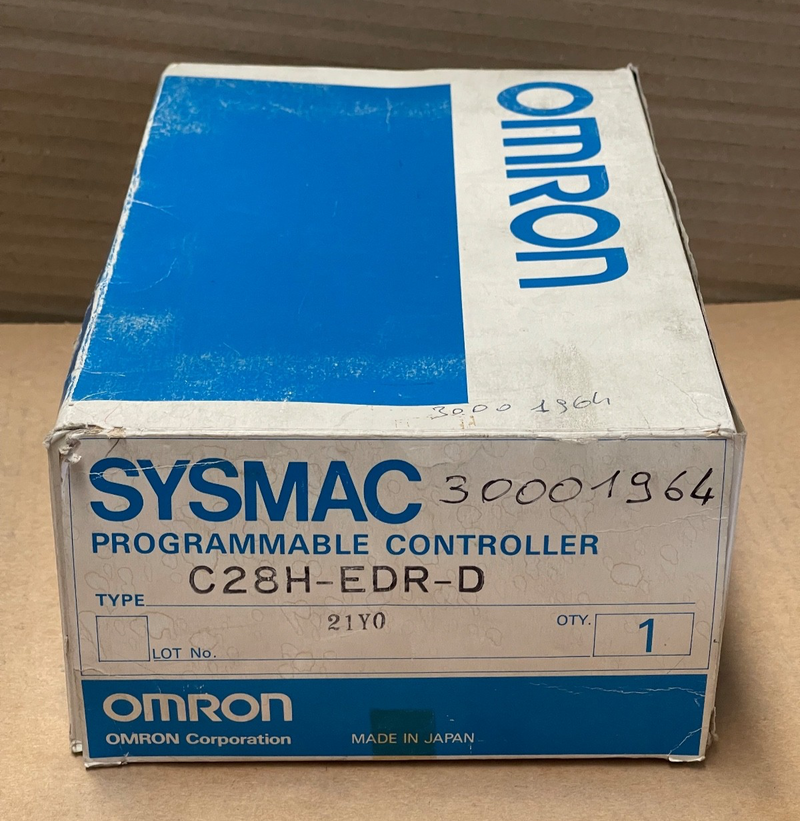 OMRON
3000 1964
SYSMAC 30001964
PROGRAMMABLE CONTROLLER
TYPE C28H-EDR-D
LOT No. 21Y0 QTY. 1
OMRON
OMRON Corporation MADE IN JAPAN